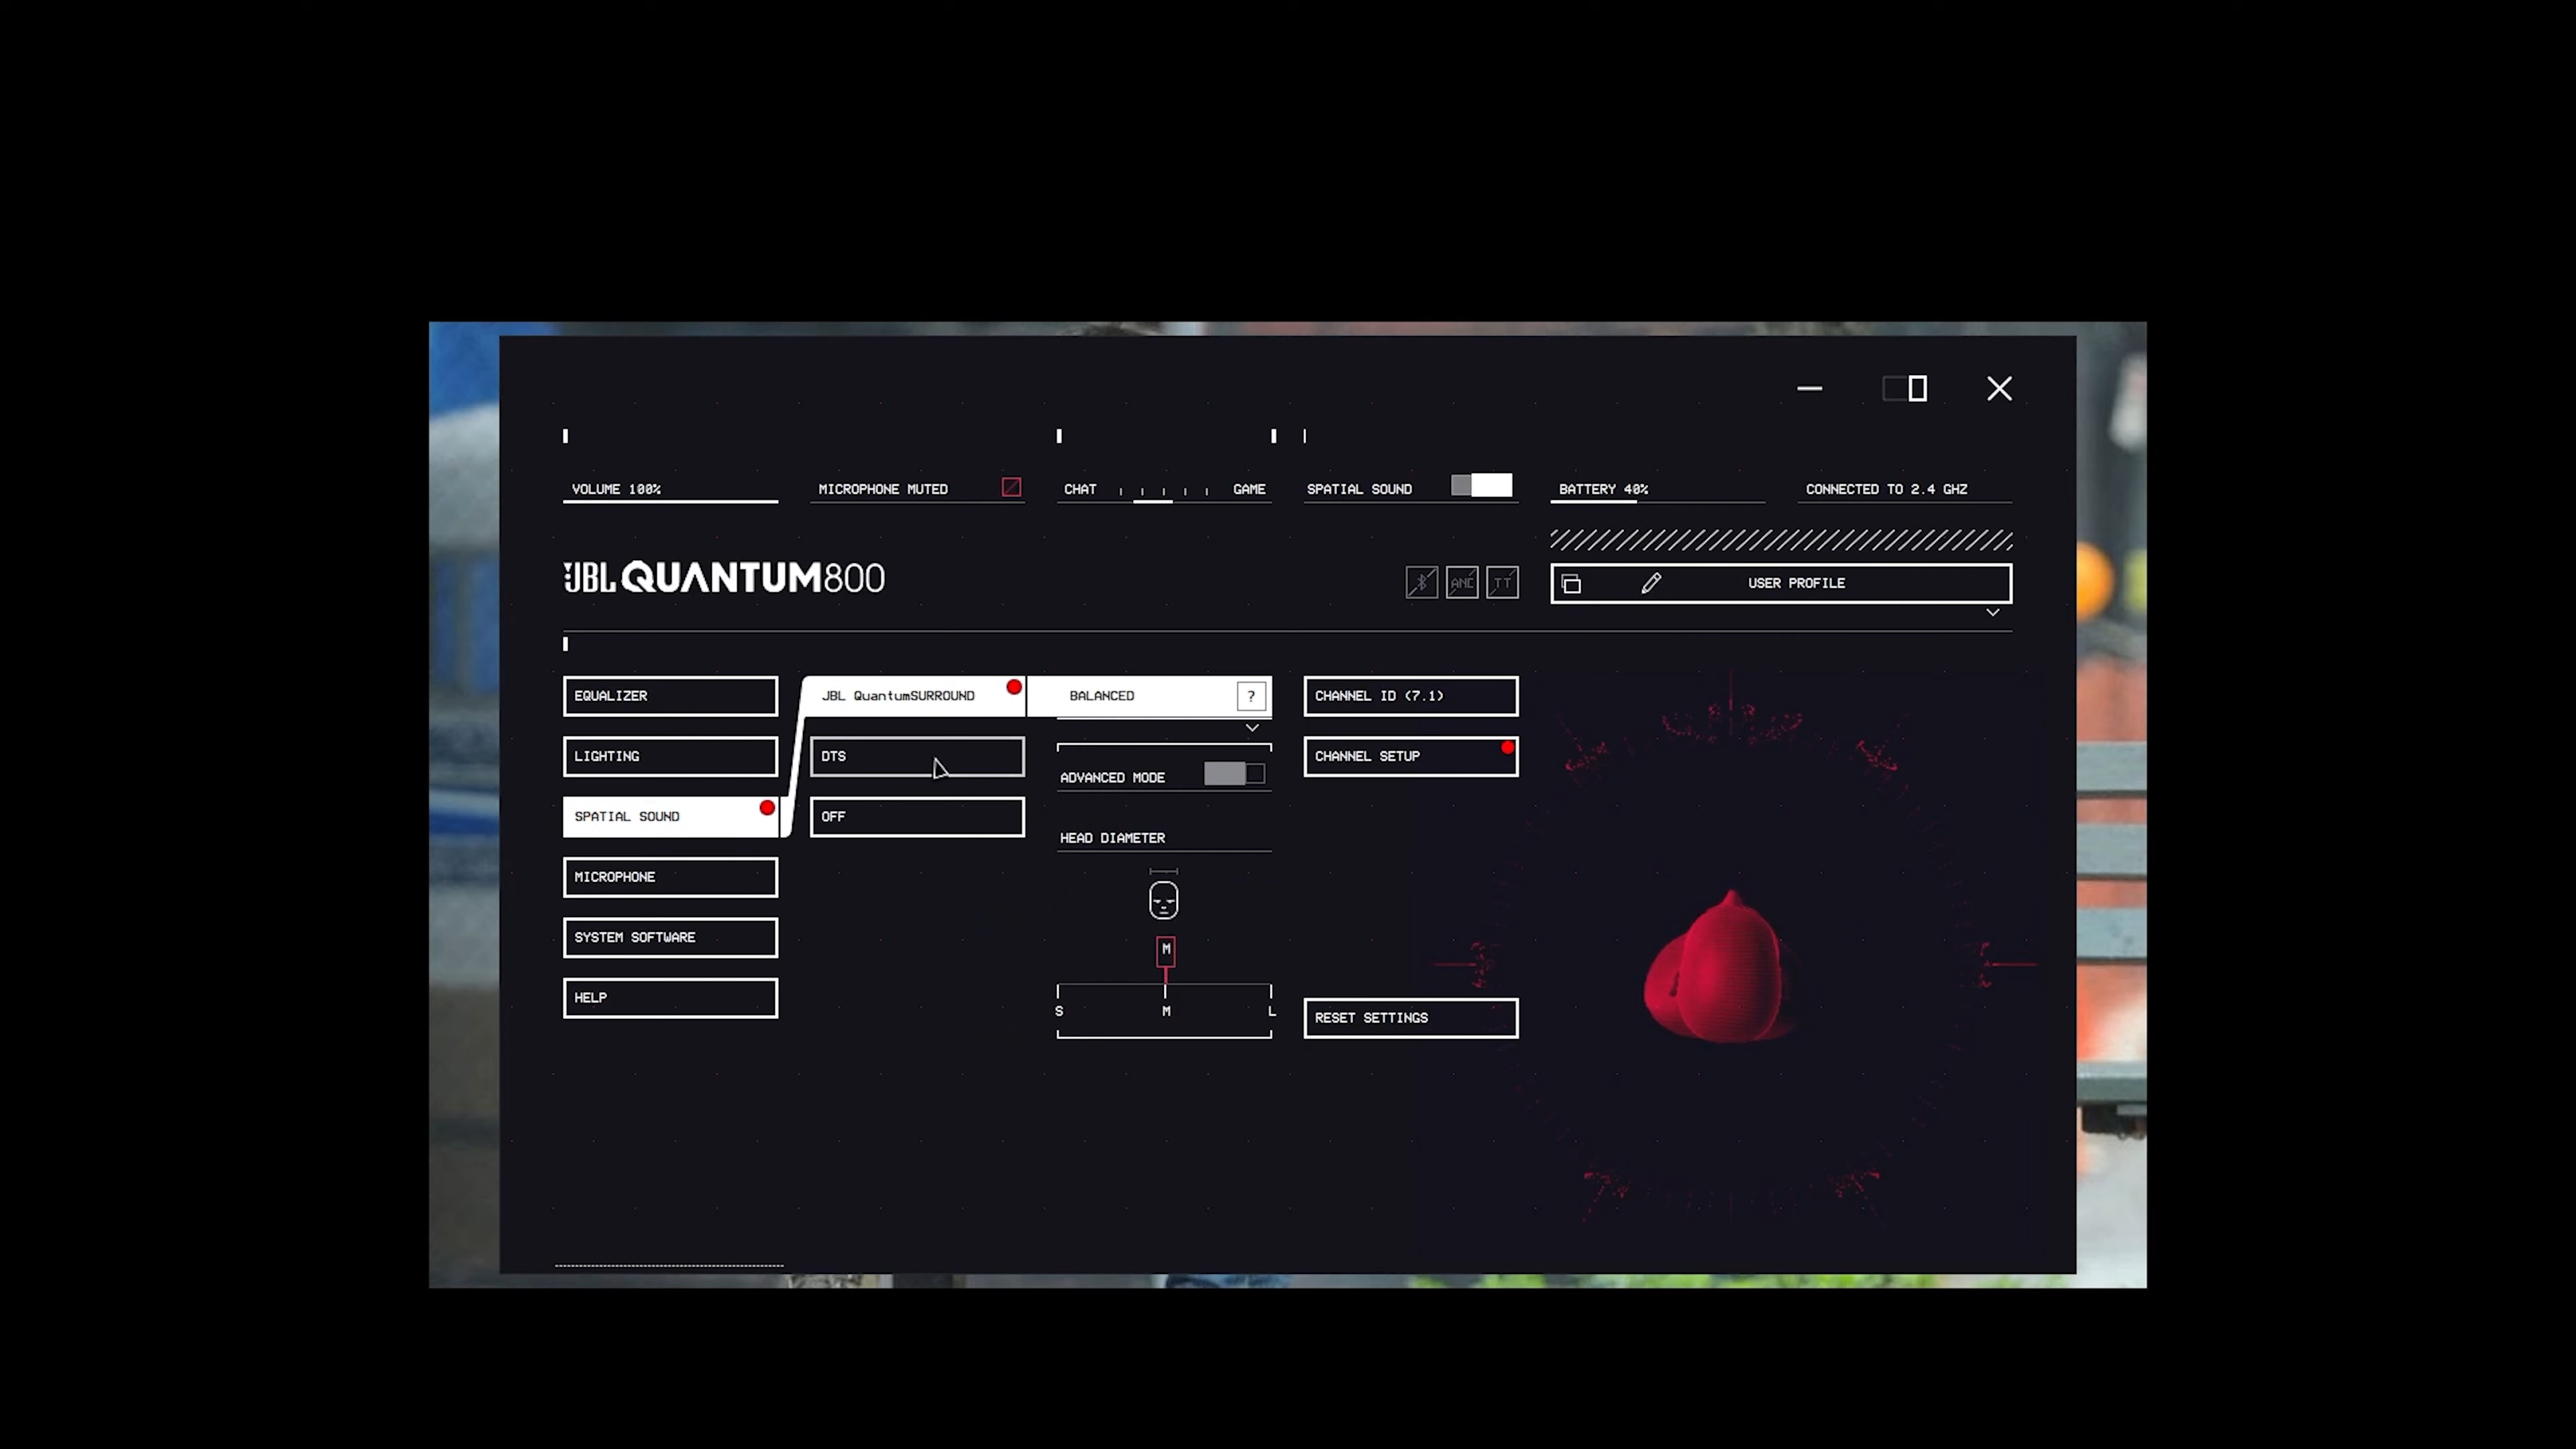 VOLUME 100%
MICROPHONE MUTED
CHAT
GAME
SPATIAL SOUND
BATTERY 40%
CONNECTED TO 2.4 GHZ
JBL QUANTUM800
ANC
TT
USER PROFILE
EQUALIZER
JBL QuantumSURROUND
BALANCED
?
CHANNEL ID (7.1)
LIGHTING
DTS
ADVANCED MODE
CHANNEL SETUP
SPATIAL SOUND
OFF
HEAD DIAMETER
MICROPHONE
SYSTEM SOFTWARE
M
HELP
S M L
RESET SETTINGS